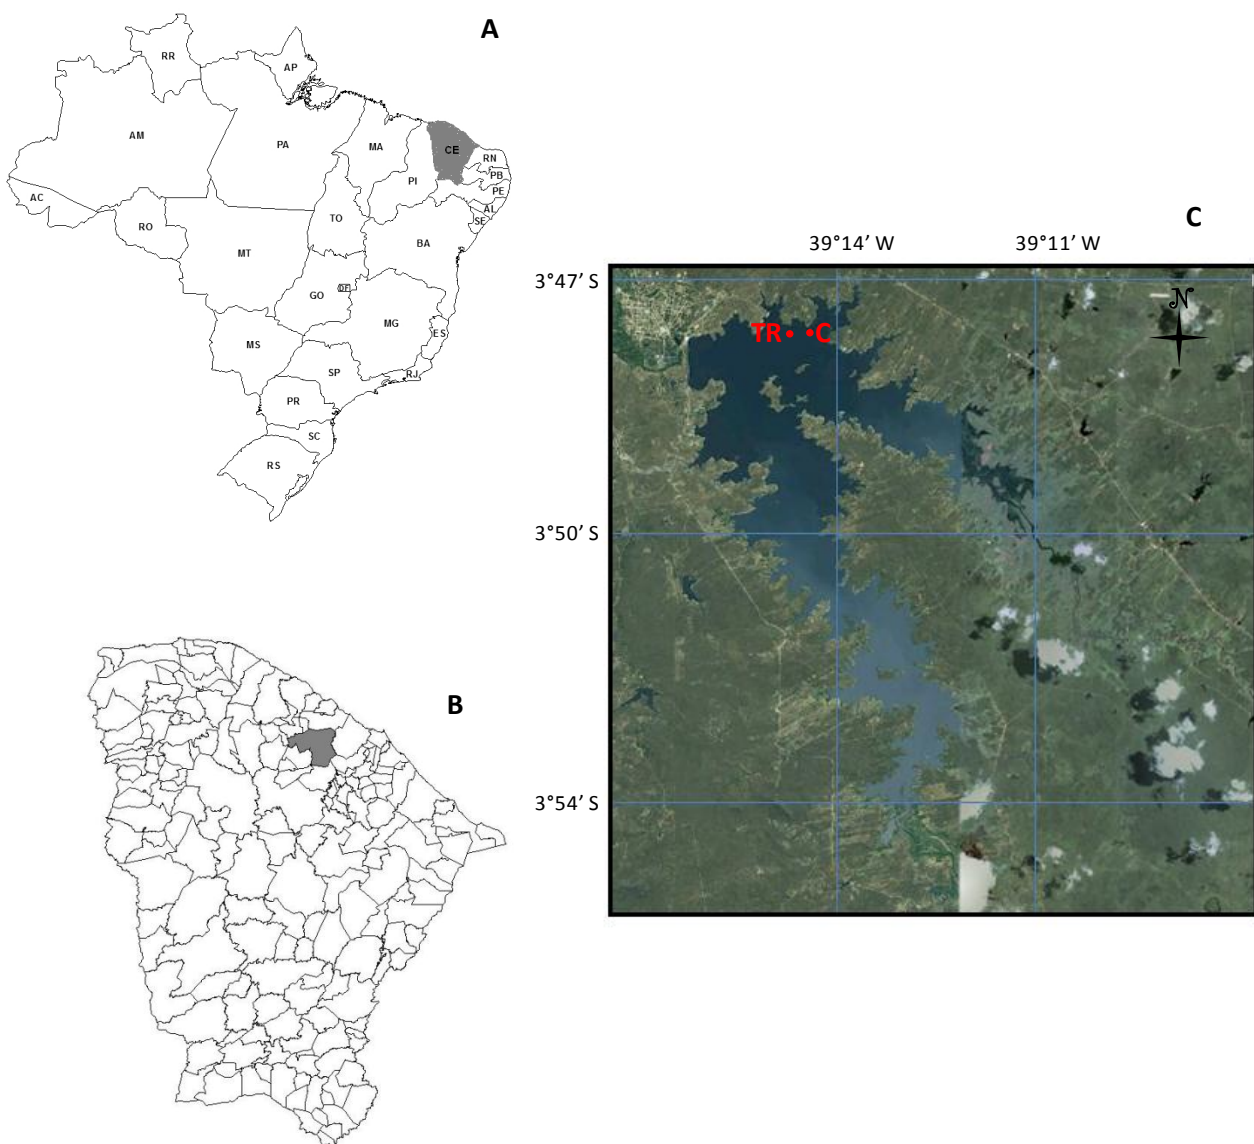 A
RR
AP
AM
PA
MA
CE
RN
PB
PE
AL
SE
PI
AC
RO
TO
BA
MT
GO
DF
MG
ES
MS
SP
RJ
PR
SC
RS
B
C
39°14’ W
39°11’ W
3°47’ S
3°50’ S
3°54’ S
N
TR
C